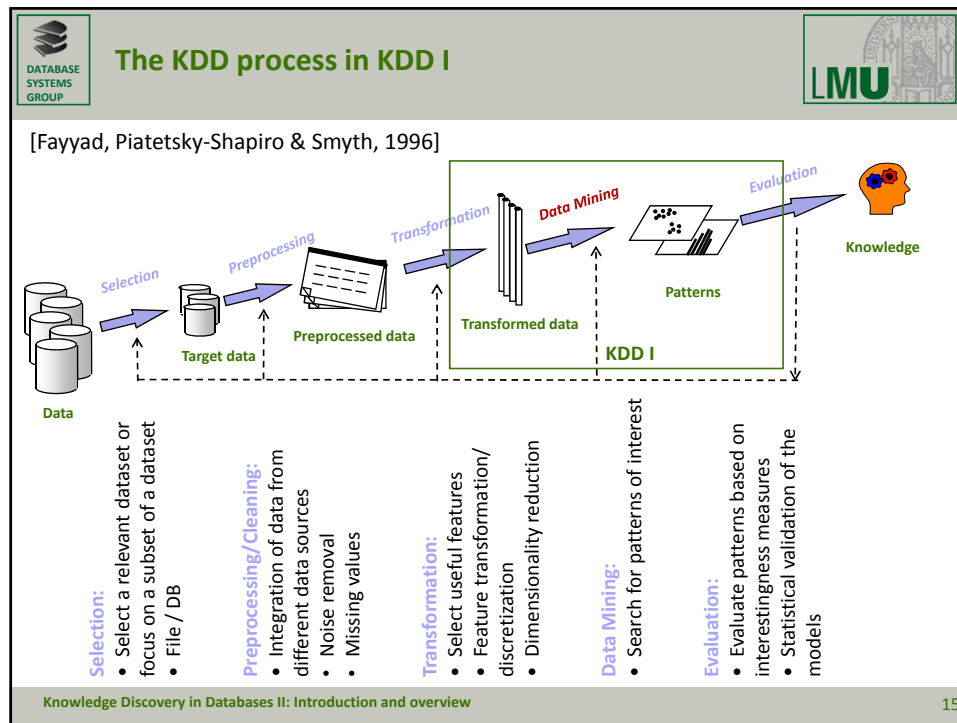 DATABASE
SYSTEMS
GROUP
The KDD process in KDD I
LMU
[Fayyad, Piatetsky-Shapiro & Smyth, 1996]
Selection
Preprocessing
Transformation
Data Mining
Evaluation
Data
Target data
Preprocessed data
Transformed data
Patterns
Knowledge
KDD I
Selection:
• Select a relevant dataset or
focus on a subset of a dataset
• File / DB
Preprocessing/Cleaning:
• Integration of data from
different data sources
• Noise removal
• Missing values
Transformation:
• Select useful features
• Feature transformation/
discretization
• Dimensionality reduction
Data Mining:
• Search for patterns of interest
Evaluation:
• Evaluate patterns based on
interestingness measures
• Statistical validation of the
models
Knowledge Discovery in Databases II: Introduction and overview
15